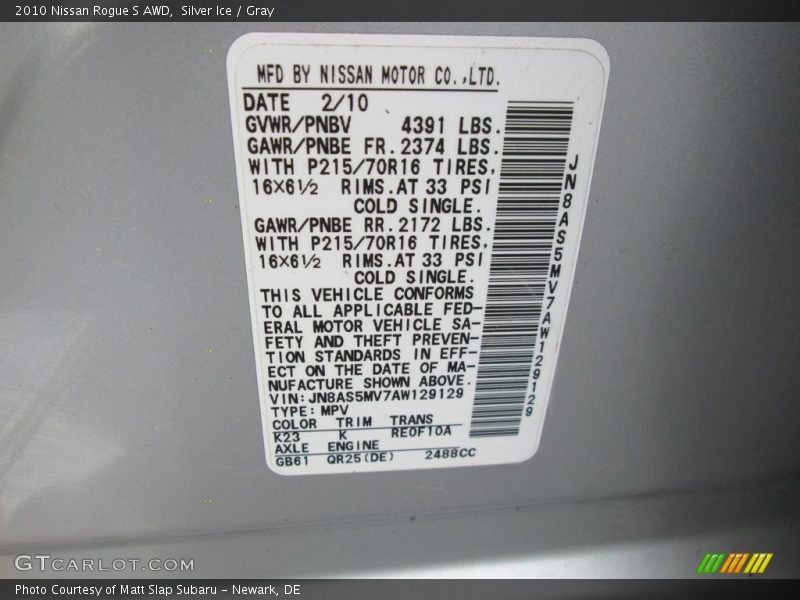 2010 Nissan Rogue S AWD,  Silver Ice / Gray
MFD BY NISSAN MOTOR CO.,LTD.
DATE 2/10
GVWR/PNBV 4391 LBS.
GAWR/PNBE FR. 2374 LBS.
WITH P215/70R16 TIRES,
16×6½ RIMS. AT 33 PSI
COLD SINGLE.
GAWR/PNBE RR. 2172 LBS.
WITH P215/70R16 TIRES,
16×6½ RIMS. AT 33 PSI
COLD SINGLE.
THIS VEHICLE CONFORMS
TO ALL APPLICABLE FED-
ERAL MOTOR VEHICLE SA-
FETY AND THEFT PREVEN-
TION STANDARDS IN EFF-
ECT ON THE DATE OF MA-
NUFACTURE SHOWN ABOVE.
VIN: JN8AS5MV7AW129129
TYPE: MPV
COLOR TRIM TRANS
K23 K RE0F10A
AXLE ENGINE
GB61 QR25(DE) 2488CC
JN8AS5MV7AW129129
GTCARLOT.COM
Photo Courtesy of Matt Slap Subaru – Newark, DE